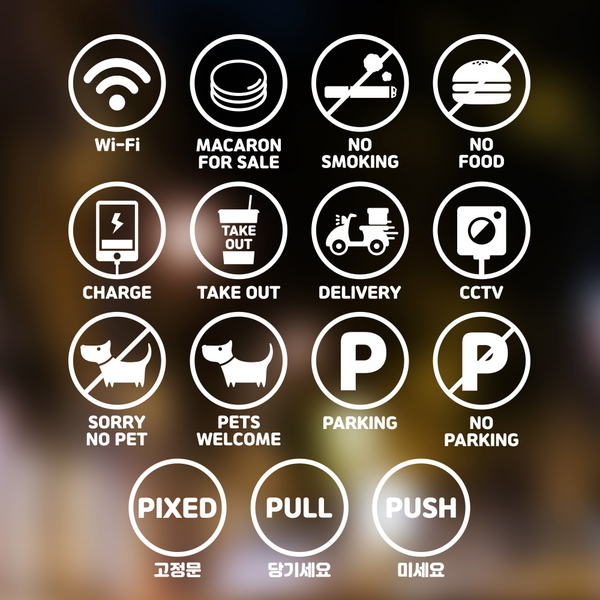 Wi-Fi
MACARON
FOR SALE
NO
SMOKING
NO
FOOD
CHARGE
TAKE
OUT
TAKE OUT
DELIVERY
CCTV
SORRY
NO PET
PETS
WELCOME
P
PARKING
P
NO
PARKING
PIXED
고정문
PULL
당기세요
PUSH
미세요